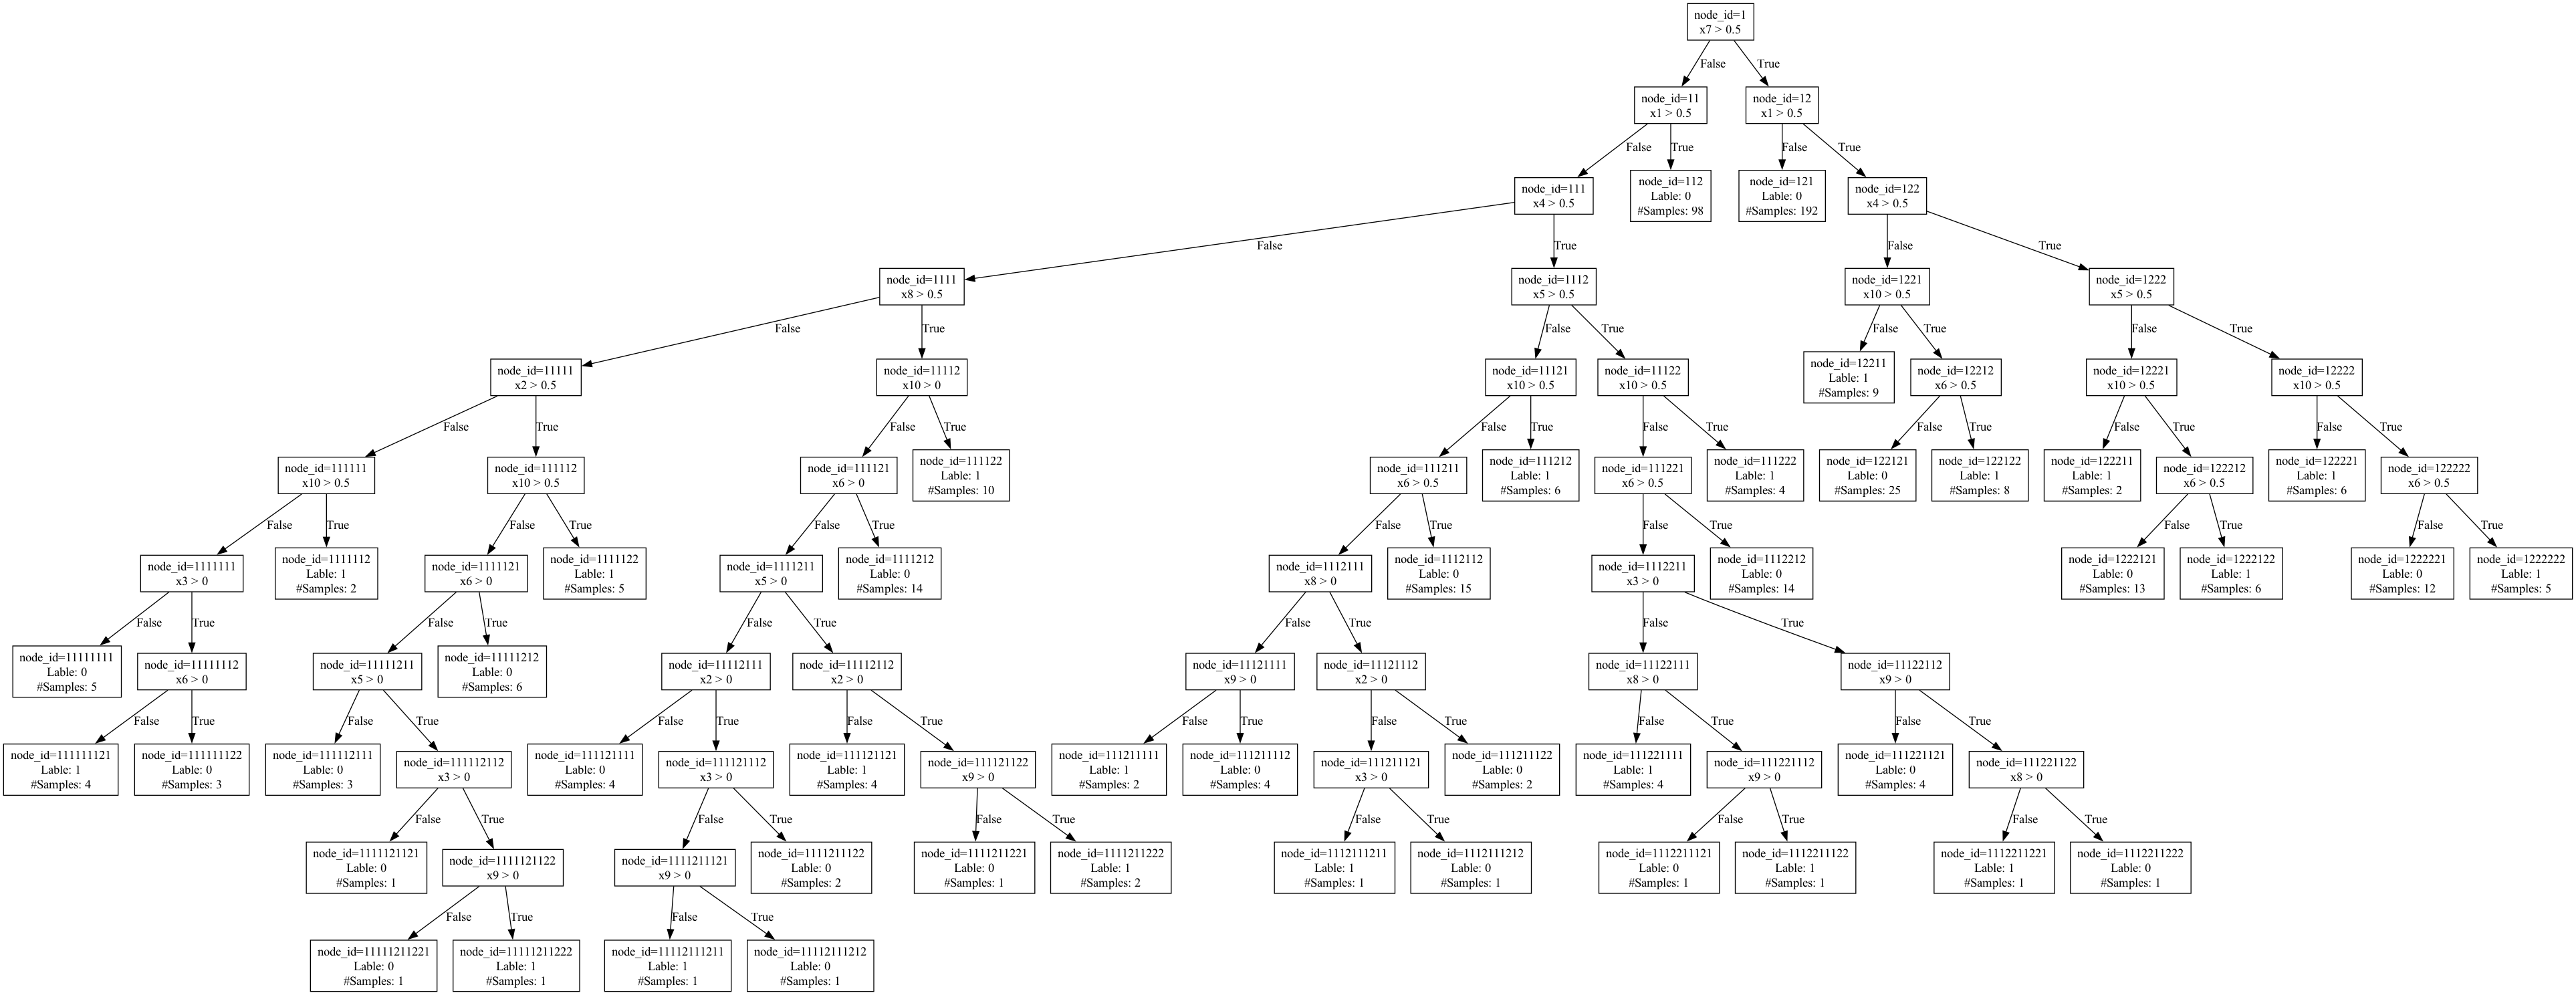 node_id=1
x7 > 0.5
False
True
node_id=11
x1 > 0.5
node_id=12
x1 > 0.5
False
True
False
True
node_id=111
x4 > 0.5
node_id=112
Lable: 0
#Samples: 98
node_id=121
Lable: 0
#Samples: 192
node_id=122
x4 > 0.5
False
True
False
True
node_id=1111
x8 > 0.5
node_id=1112
x5 > 0.5
node_id=1221
x10 > 0.5
node_id=1222
x5 > 0.5
False
True
False
True
False
True
False
True
node_id=11111
x2 > 0.5
node_id=11112
x10 > 0
node_id=11121
x10 > 0.5
node_id=11122
x10 > 0.5
node_id=12211
Lable: 1
#Samples: 9
node_id=12212
x6 > 0.5
node_id=12221
x10 > 0.5
node_id=12222
x10 > 0.5
False
True
False
True
False
True
False
True
False
True
False
True
False
True
node_id=111111
x10 > 0.5
node_id=111112
x10 > 0.5
node_id=111121
x6 > 0
node_id=111122
Lable: 1
#Samples: 10
node_id=111211
x6 > 0.5
node_id=111212
Lable: 1
#Samples: 6
node_id=111221
x6 > 0.5
node_id=111222
Lable: 1
#Samples: 4
node_id=122121
Lable: 0
#Samples: 25
node_id=122122
Lable: 1
#Samples: 8
node_id=122211
Lable: 1
#Samples: 2
node_id=122212
x6 > 0.5
node_id=122221
Lable: 1
#Samples: 6
node_id=122222
x6 > 0.5
False
True
False
True
False
True
False
True
False
True
False
True
False
True
node_id=1111111
x3 > 0
node_id=1111112
Lable: 1
#Samples: 2
node_id=1111121
x6 > 0
node_id=1111122
Lable: 1
#Samples: 5
node_id=1111211
x5 > 0
node_id=1111212
Lable: 0
#Samples: 14
node_id=1112111
x8 > 0
node_id=1112112
Lable: 0
#Samples: 15
node_id=1112211
x3 > 0
node_id=1112212
Lable: 0
#Samples: 14
node_id=1222121
Lable: 0
#Samples: 13
node_id=1222122
Lable: 1
#Samples: 6
node_id=1222221
Lable: 0
#Samples: 12
node_id=1222222
Lable: 1
#Samples: 5
False
True
False
True
False
True
False
True
False
True
node_id=11111111
Lable: 0
#Samples: 5
node_id=11111112
x6 > 0
node_id=11111211
x5 > 0
node_id=11111212
Lable: 0
#Samples: 6
node_id=11112111
x2 > 0
node_id=11112112
x2 > 0
node_id=11121111
x9 > 0
node_id=11121112
x2 > 0
node_id=11122111
x8 > 0
node_id=11122112
x9 > 0
False
True
False
True
False
True
False
True
False
True
False
True
False
True
False
True
node_id=111111121
Lable: 1
#Samples: 4
node_id=111111122
Lable: 0
#Samples: 3
node_id=111112111
Lable: 0
#Samples: 3
node_id=111112112
x3 > 0
node_id=111121111
Lable: 0
#Samples: 4
node_id=111121112
x3 > 0
node_id=111121121
Lable: 1
#Samples: 4
node_id=111121122
x9 > 0
node_id=111211111
Lable: 1
#Samples: 2
node_id=111211112
Lable: 0
#Samples: 4
node_id=111211121
x3 > 0
node_id=111211122
Lable: 0
#Samples: 2
node_id=111221111
Lable: 1
#Samples: 4
node_id=111221112
x9 > 0
node_id=111221121
Lable: 0
#Samples: 4
node_id=111221122
x8 > 0
False
True
False
True
False
True
False
True
False
True
False
True
node_id=1111121121
Lable: 0
#Samples: 1
node_id=1111121122
x9 > 0
node_id=1111211121
x9 > 0
node_id=1111211122
Lable: 0
#Samples: 2
node_id=1111211221
Lable: 0
#Samples: 1
node_id=1111211222
Lable: 1
#Samples: 2
node_id=1112111211
Lable: 1
#Samples: 1
node_id=1112111212
Lable: 0
#Samples: 1
node_id=1112211121
Lable: 0
#Samples: 1
node_id=1112211122
Lable: 1
#Samples: 1
node_id=1112211221
Lable: 1
#Samples: 1
node_id=1112211222
Lable: 0
#Samples: 1
False
True
False
True
node_id=11111211221
Lable: 0
#Samples: 1
node_id=11111211222
Lable: 1
#Samples: 1
node_id=11112111211
Lable: 1
#Samples: 1
node_id=11112111212
Lable: 0
#Samples: 1